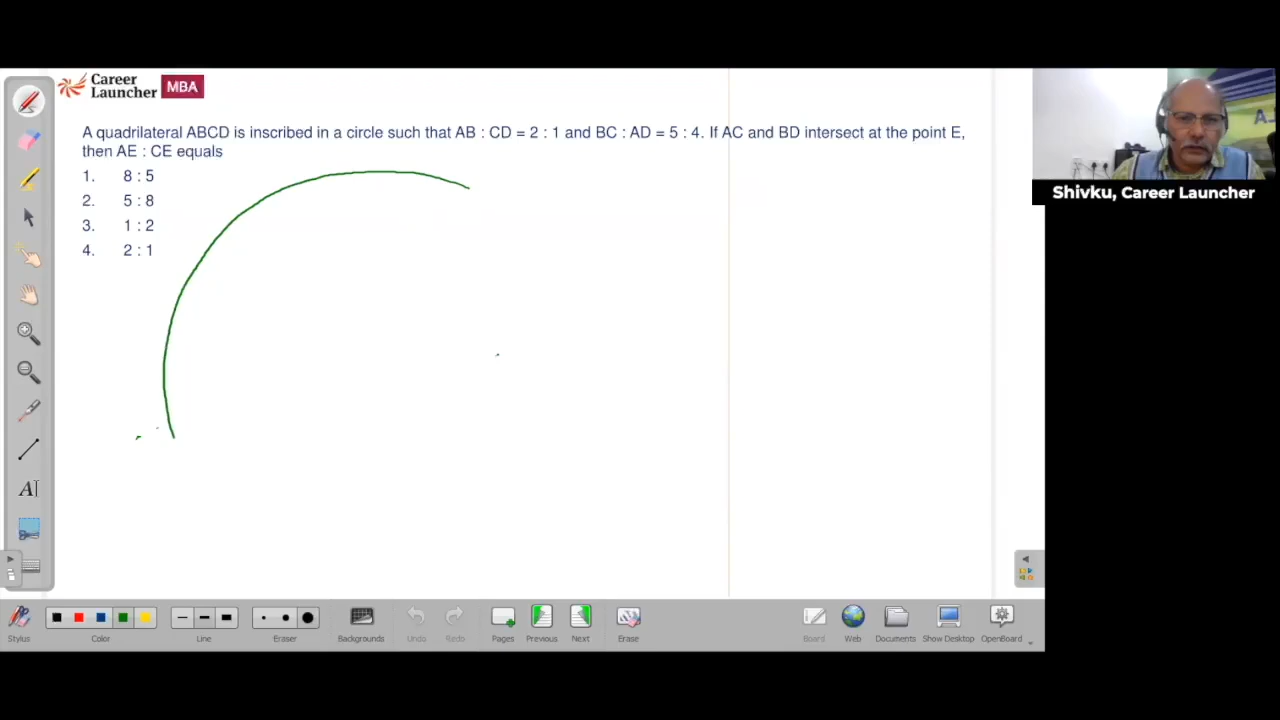 Career
Launcher MBA
A quadrilateral ABCD is inscribed in a circle such that AB : CD = 2 : 1 and BC : AD = 5 : 4. If AC and BD intersect at the point E,
then AE : CE equals
1. 8 : 5
2. 5 : 8
3. 1 : 2
4. 2 : 1
Shivku, Career Launcher
A
Stylus
Color
Line
Eraser
Backgrounds
Undo
Redo
Pages
Previous
Next
Erase
Board
Web
Documents
Show Desktop
OpenBoard